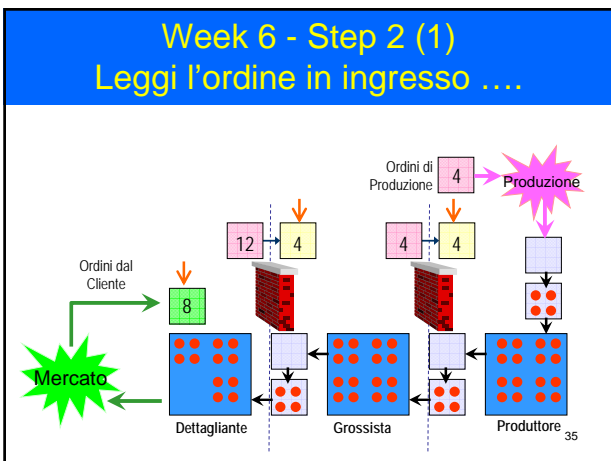 Week 6 - Step 2 (1)
Leggi l'ordine in ingresso ....
Ordini di
Produzione
4
Produzione
12
4
4
4
Ordini dal
Cliente
8
Mercato
Dettagliante
Grossista
Produttore
35